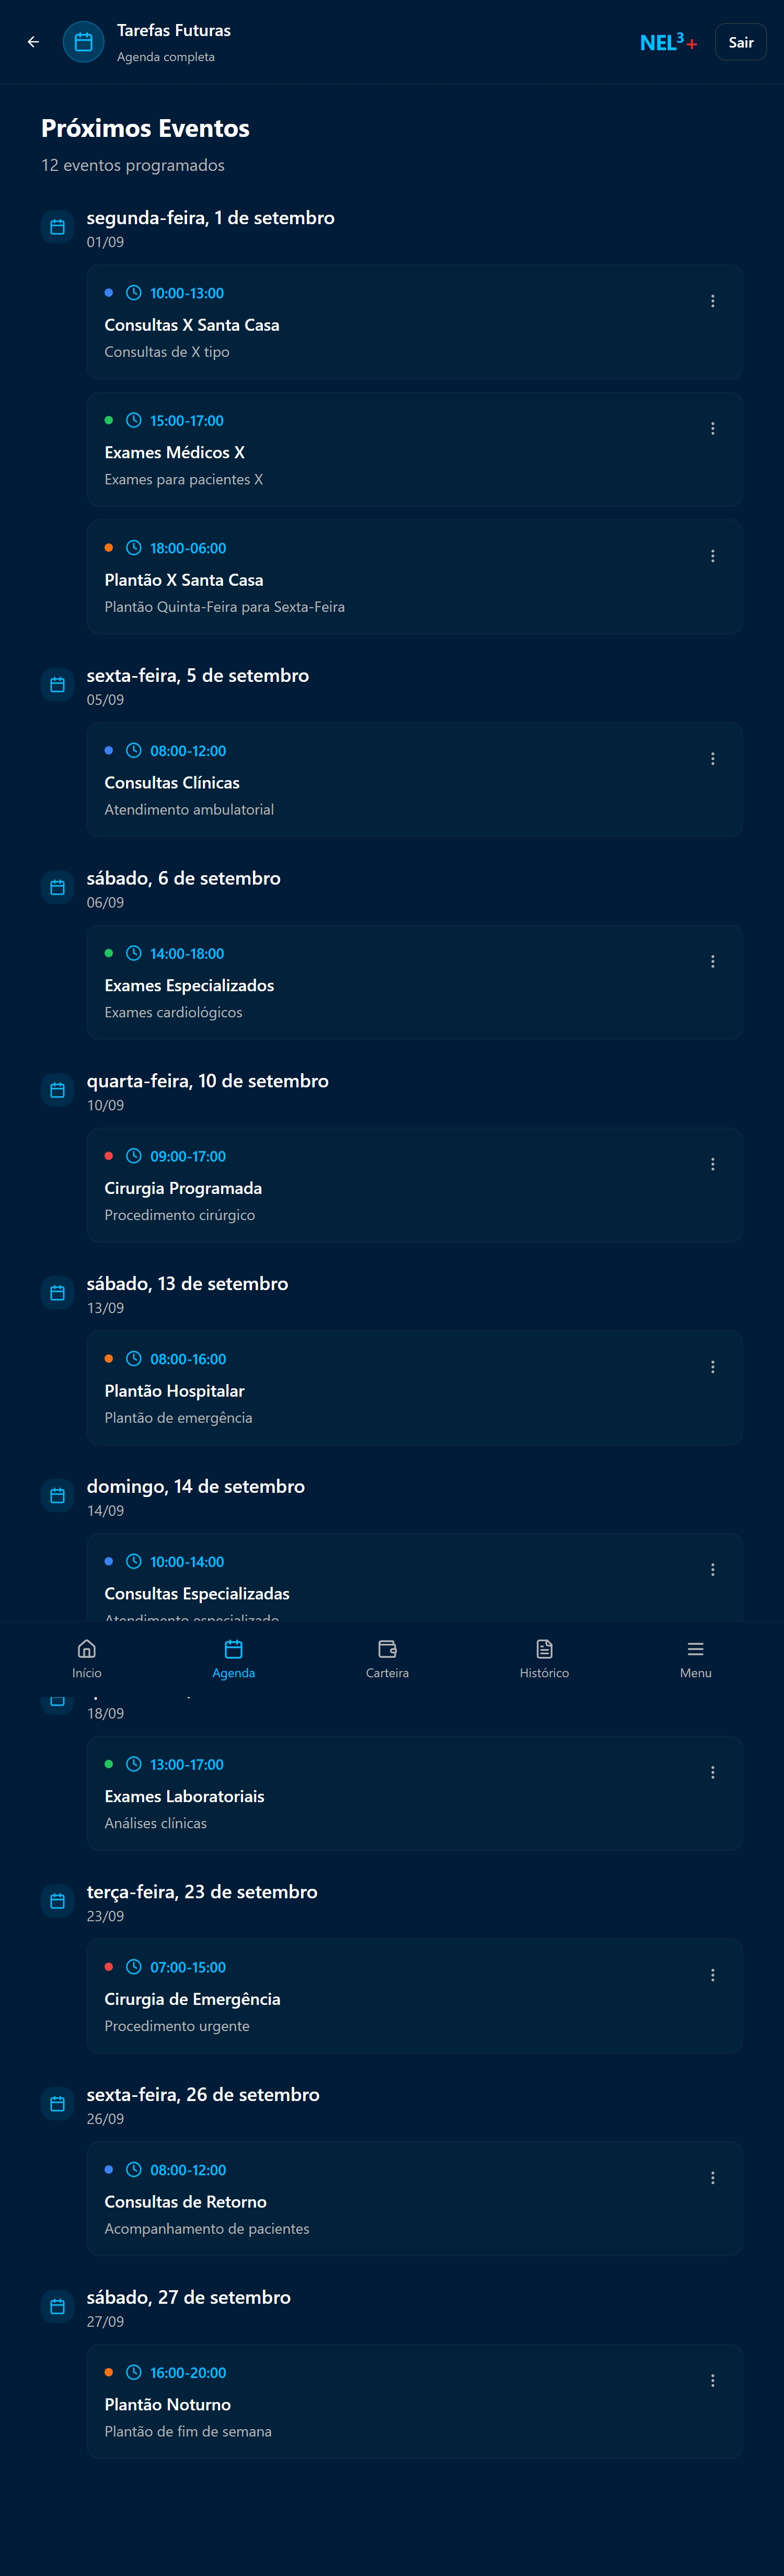 Tarefas Futuras
Agenda completa
NEL³+
Sair
Próximos Eventos
12 eventos programados
segunda-feira, 1 de setembro
01/09
10:00-13:00
Consultas X Santa Casa
Consultas de X tipo
15:00-17:00
Exames Médicos X
Exames para pacientes X
18:00-06:00
Plantão X Santa Casa
Plantão Quinta-Feira para Sexta-Feira
sexta-feira, 5 de setembro
05/09
08:00-12:00
Consultas Clínicas
Atendimento ambulatorial
sábado, 6 de setembro
06/09
14:00-18:00
Exames Especializados
Exames cardiológicos
quarta-feira, 10 de setembro
10/09
09:00-17:00
Cirurgia Programada
Procedimento cirúrgico
sábado, 13 de setembro
13/09
08:00-16:00
Plantão Hospitalar
Plantão de emergência
domingo, 14 de setembro
14/09
10:00-14:00
Consultas Especializadas
Atendimento especializado
Início
Agenda
Carteira
Histórico
Menu
18/09
13:00-17:00
Exames Laboratoriais
Análises clínicas
terça-feira, 23 de setembro
23/09
07:00-15:00
Cirurgia de Emergência
Procedimento urgente
sexta-feira, 26 de setembro
26/09
08:00-12:00
Consultas de Retorno
Acompanhamento de pacientes
sábado, 27 de setembro
27/09
16:00-20:00
Plantão Noturno
Plantão de fim de semana